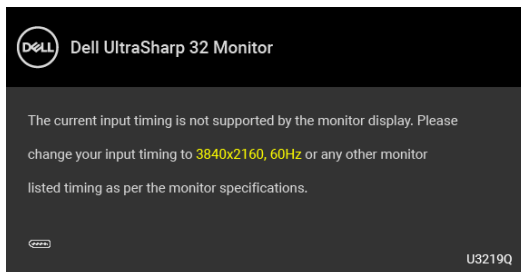 DELL
Dell UltraSharp 32 Monitor
The current input timing is not supported by the monitor display. Please
change your input timing to 3840x2160, 60Hz or any other monitor
listed timing as per the monitor specifications.
U3219Q